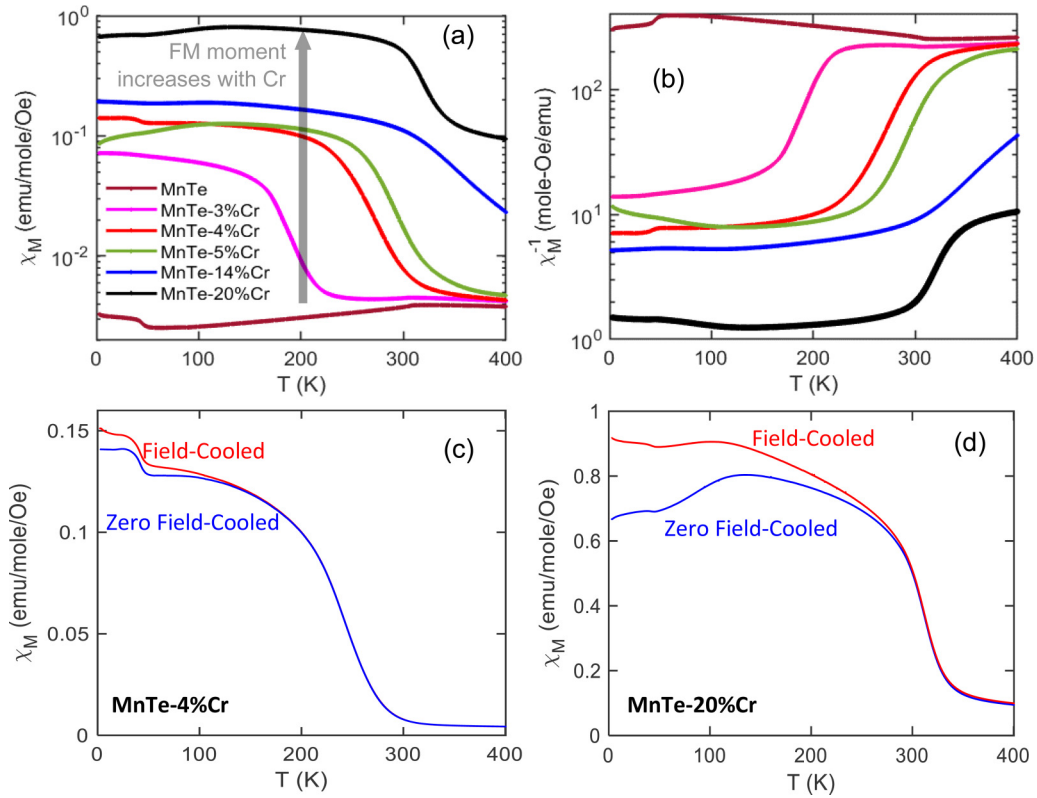 (a)
FM moment
increases with Cr
χ_M (emu/mole/Oe)
10^0
10^-1
10^-2
MnTe
MnTe-3%Cr
MnTe-4%Cr
MnTe-5%Cr
MnTe-14%Cr
MnTe-20%Cr
0 100 200 300 400
T (K)
(b)
χ_M^-1 (mole-Oe/emu)
10^2
10^1
10^0
0 100 200 300 400
T (K)
(c)
Field-Cooled
Zero Field-Cooled
χ_M (emu/mole/Oe)
0.15
0.1
0.05
0
MnTe-4%Cr
0 100 200 300 400
T (K)
(d)
Field-Cooled
Zero Field-Cooled
χ_M (emu/mole/Oe)
1
0.8
0.6
0.4
0.2
0
MnTe-20%Cr
0 100 200 300 400
T (K)